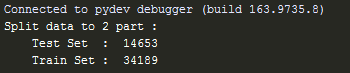 Connected to pydev debugger (build 163.9735.8)
Split data to 2 part :
    Test Set  :  14653
    Train Set :  34189